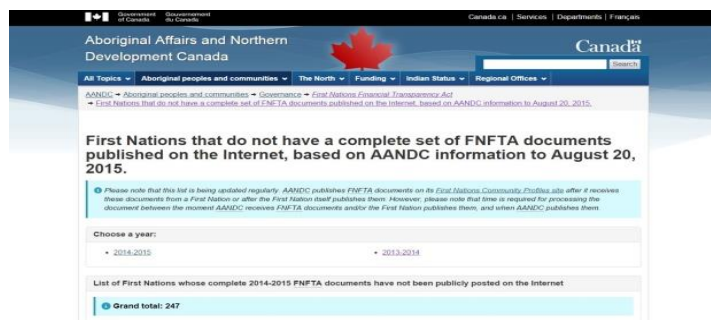 Government of Canada Gouvernement du Canada Canada.ca | Services | Departments | Français
Aboriginal Affairs and Northern
Development Canada
Canada
Search
All Topics Aboriginal peoples and communities The North Funding Indian Status Regional Offices
AANDC → Aboriginal peoples and communities → Governance → First Nations Financial Transparency Act
→ First Nations that do not have a complete set of FNFTA documents published on the Internet, based on AANDC information to August 20, 2015.
First Nations that do not have a complete set of FNFTA documents
published on the Internet, based on AANDC information to August 20,
2015.
Please note that this list is being updated regularly. AANDC publishes FNFTA documents on its First Nations Community Profiles site after it receives
these documents from a First Nation or after the First Nation itself publishes them. However, please note that time is required for processing the
document between the moment AANDC receives FNFTA documents and/or the First Nation publishes them, and when AANDC publishes them.
Choose a year:
• 2014-2015 • 2013-2014
List of First Nations whose complete 2014-2015 FNFTA documents have not been publicly posted on the Internet
Grand total: 247